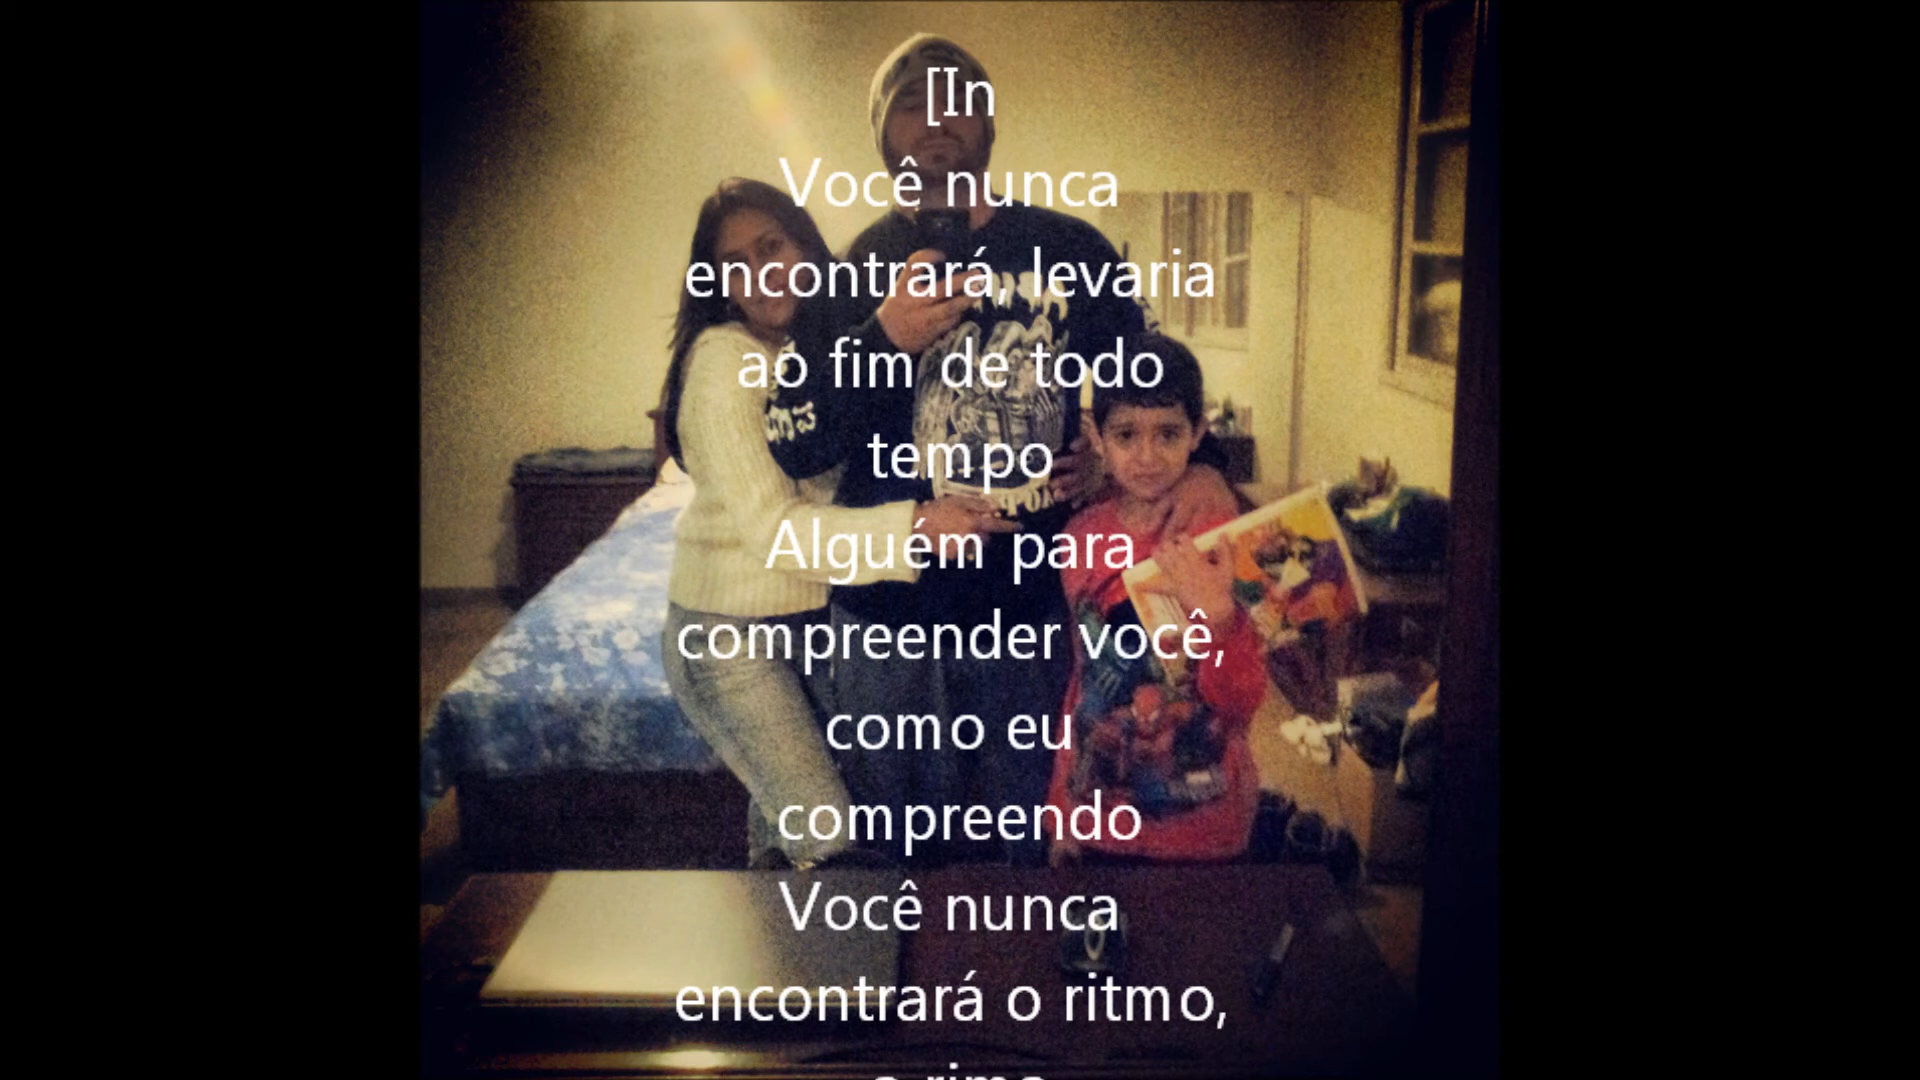 [In
Você nunca
encontrará, levaria
ao fim de todo
tempo
Alguém para
compreender você,
como eu
compreendo
Você nunca
encontrará o ritmo,
a rima